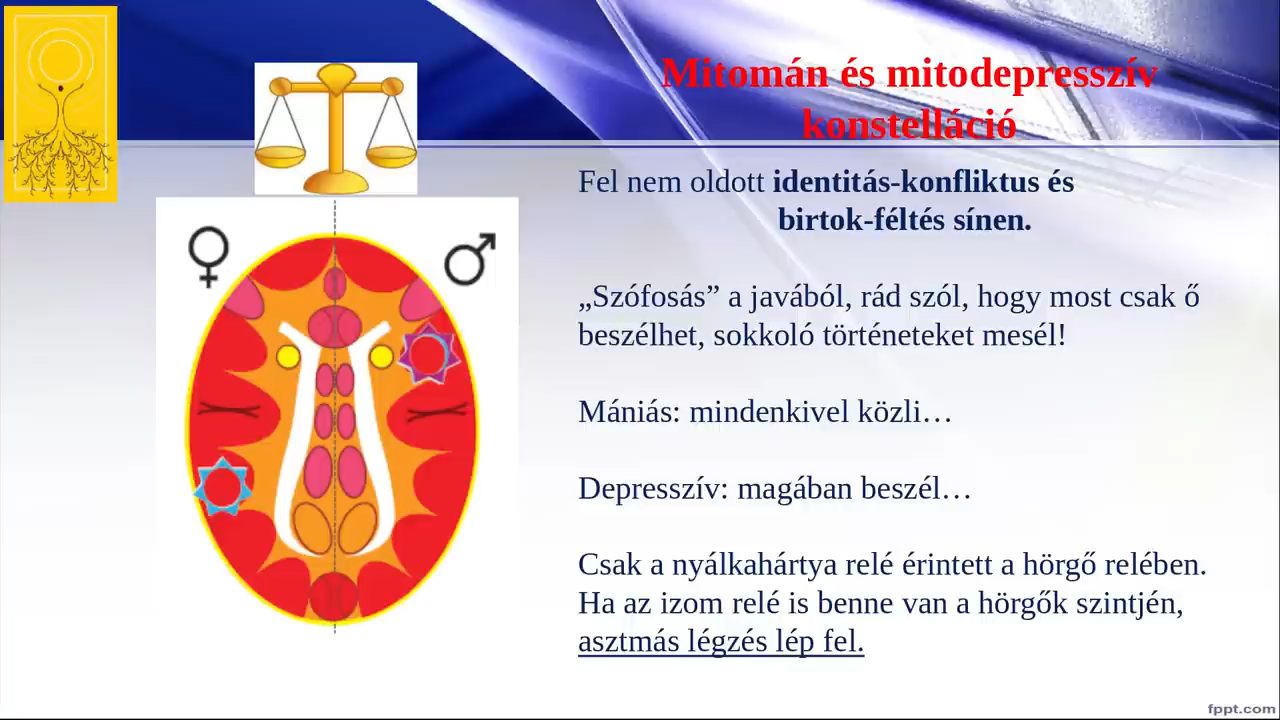 Mitomán és mitodepresszív
konstelláció
Fel nem oldott identitás-konfliktus és
birtok-féltés sínen.
„Szófosás” a javából, rád szól, hogy most csak ő
beszélhet, sokkoló történeteket mesél!
Mániás: mindenkivel közli…
Depresszív: magában beszél…
Csak a nyálkahártya relé érintett a hörgő relében.
Ha az izom relé is benne van a hörgők szintjén,
asztmás légzés lép fel.
fppt.com